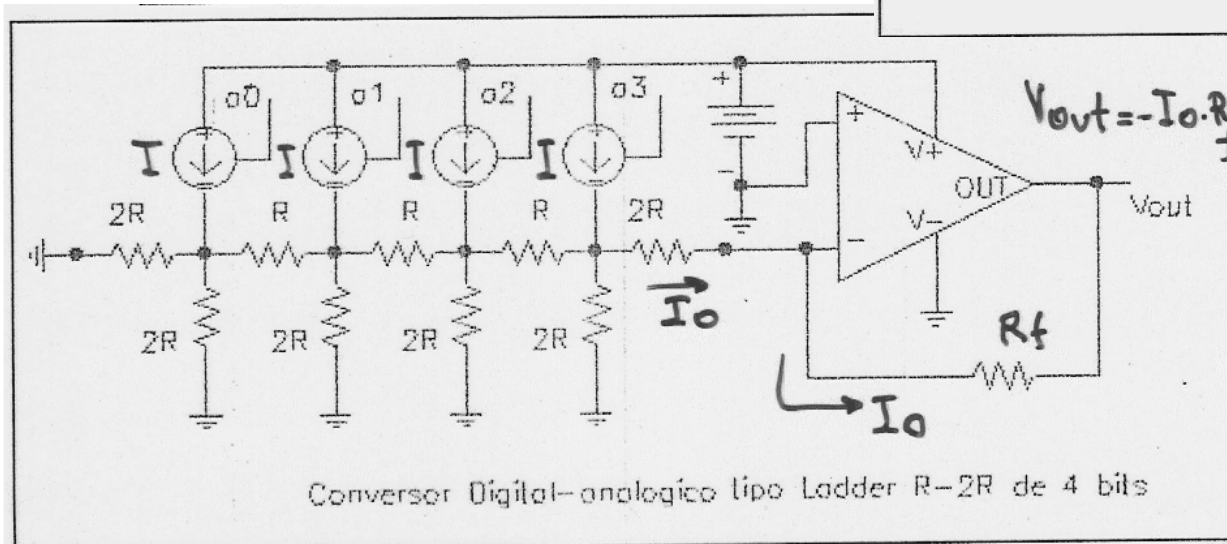 a0 a1 a2 a3 +
I I I I
-
+
-
V+
V-
OUT
Vout = -Io.R
Vout
2R R R R 2R
Io
2R 2R 2R 2R
Rf
Io
Conversor Digital-analogico tipo Ladder R-2R de 4 bits